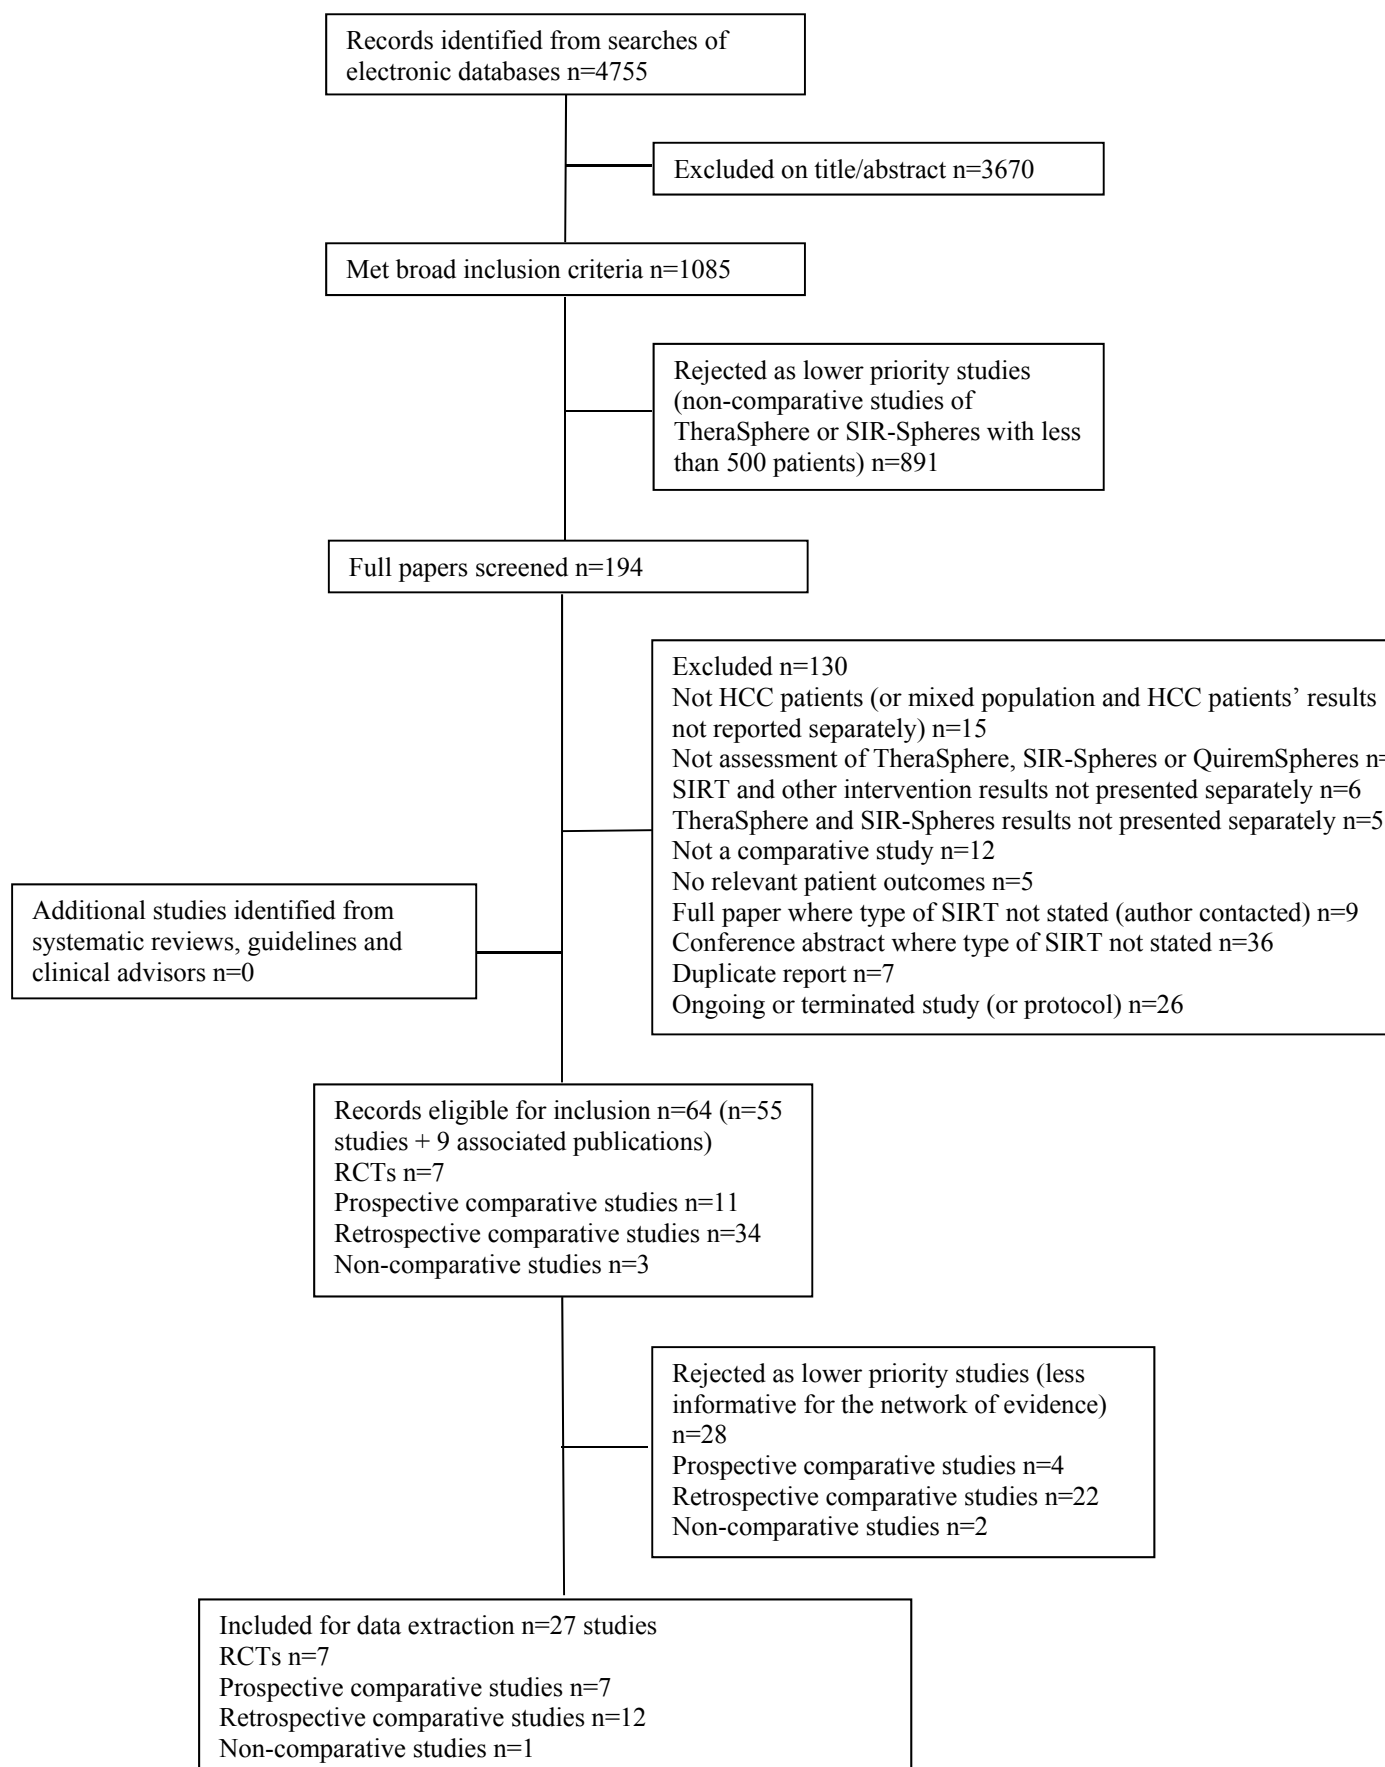 Records identified from searches of
electronic databases n=4755
Excluded on title/abstract n=3670
Met broad inclusion criteria n=1085
Rejected as lower priority studies
(non-comparative studies of
TheraSphere or SIR-Spheres with less
than 500 patients) n=891
Full papers screened n=194
Excluded n=130
Not HCC patients (or mixed population and HCC patients’ results
not reported separately) n=15
Not assessment of TheraSphere, SIR-Spheres or QuiremSpheres n=
SIRT and other intervention results not presented separately n=6
TheraSphere and SIR-Spheres results not presented separately n=5
Not a comparative study n=12
No relevant patient outcomes n=5
Full paper where type of SIRT not stated (author contacted) n=9
Conference abstract where type of SIRT not stated n=36
Duplicate report n=7
Ongoing or terminated study (or protocol) n=26
Additional studies identified from
systematic reviews, guidelines and
clinical advisors n=0
Records eligible for inclusion n=64 (n=55
studies + 9 associated publications)
RCTs n=7
Prospective comparative studies n=11
Retrospective comparative studies n=34
Non-comparative studies n=3
Rejected as lower priority studies (less
informative for the network of evidence)
n=28
Prospective comparative studies n=4
Retrospective comparative studies n=22
Non-comparative studies n=2
Included for data extraction n=27 studies
RCTs n=7
Prospective comparative studies n=7
Retrospective comparative studies n=12
Non-comparative studies n=1